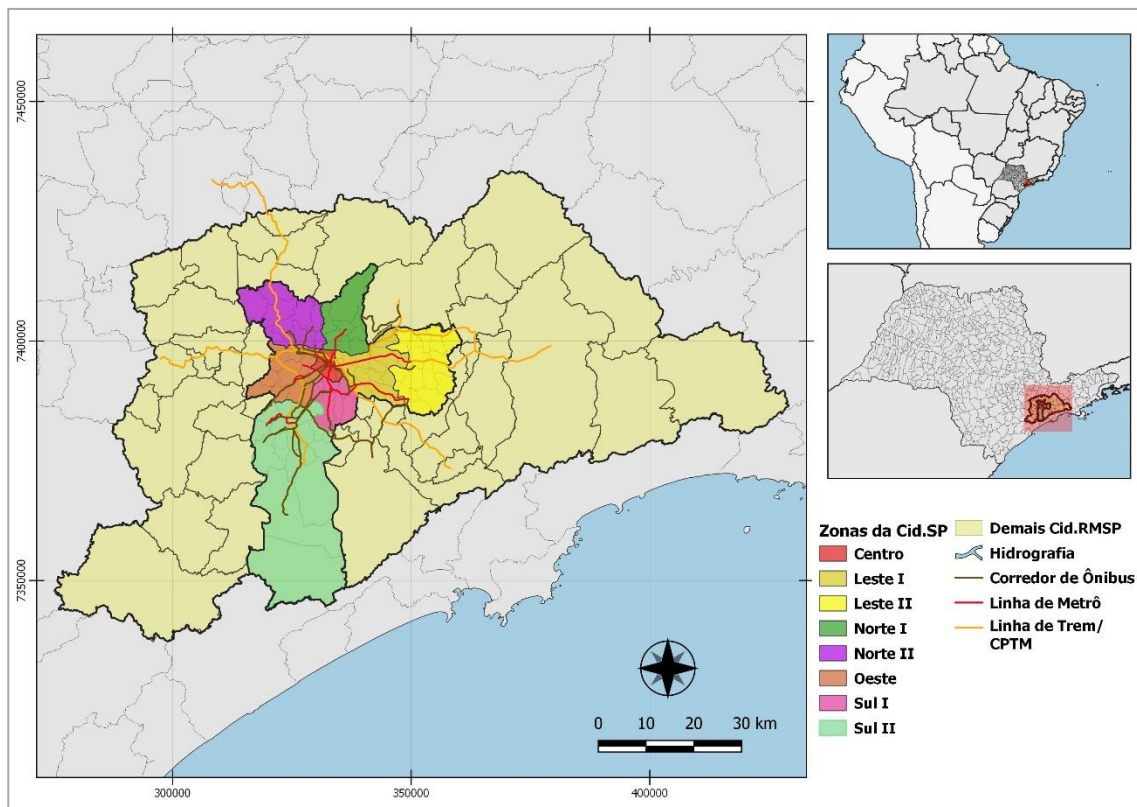 7450000
7400000
7350000
300000
350000
400000
0 10 20 30 km
Zonas da Cid.SP
Centro
Leste I
Leste II
Norte I
Norte II
Oeste
Sul I
Sul II
Demais Cid.RMSP
Hidrografia
Corredor de Ônibus
Linha de Metrô
Linha de Trem/
CPTM